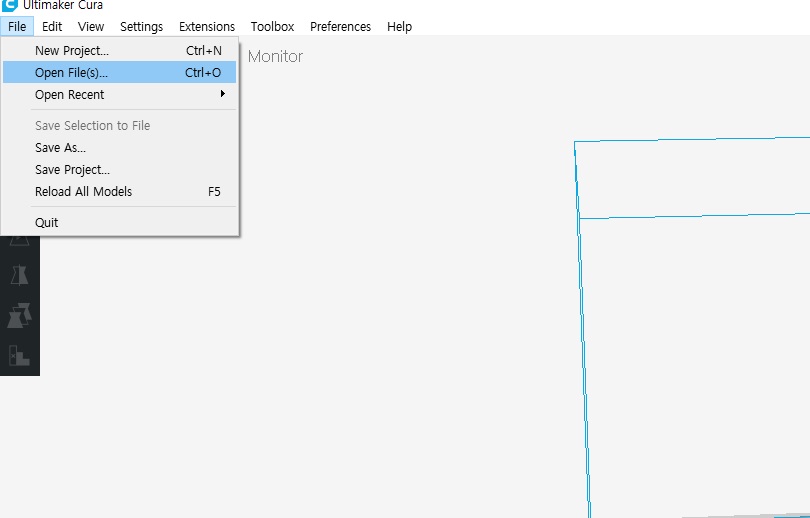 Ultimaker Cura
File Edit View Settings Extensions Toolbox Preferences Help
New Project... Ctrl+N
Monitor
Open File(s)... Ctrl+O
Open Recent
Save Selection to File
Save As...
Save Project...
Reload All Models F5
Quit